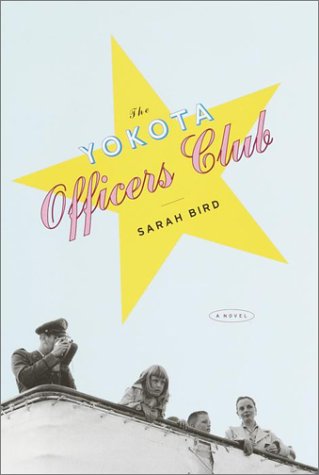 The
YOKOTA
Officers Club
SARAH BIRD
A NOVEL